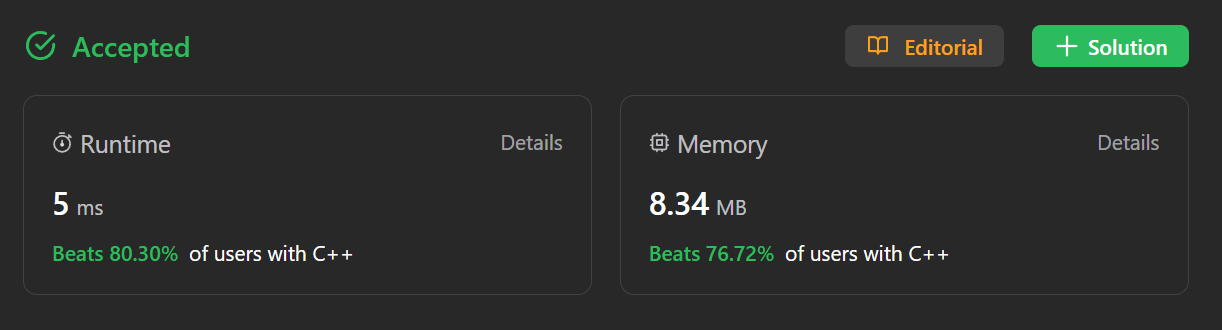 Accepted
Editorial
Solution
Runtime
Details
5 ms
Beats 80.30% of users with C++
Memory
Details
8.34 MB
Beats 76.72% of users with C++